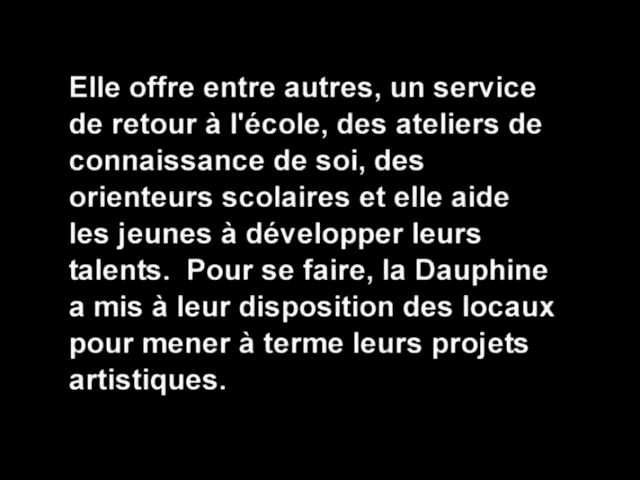 Elle offre entre autres, un service
de retour à l'école, des ateliers de
connaissance de soi, des
orienteurs scolaires et elle aide
les jeunes à développer leurs
talents.  Pour se faire, la Dauphine
a mis à leur disposition des locaux
pour mener à terme leurs projets
artistiques.